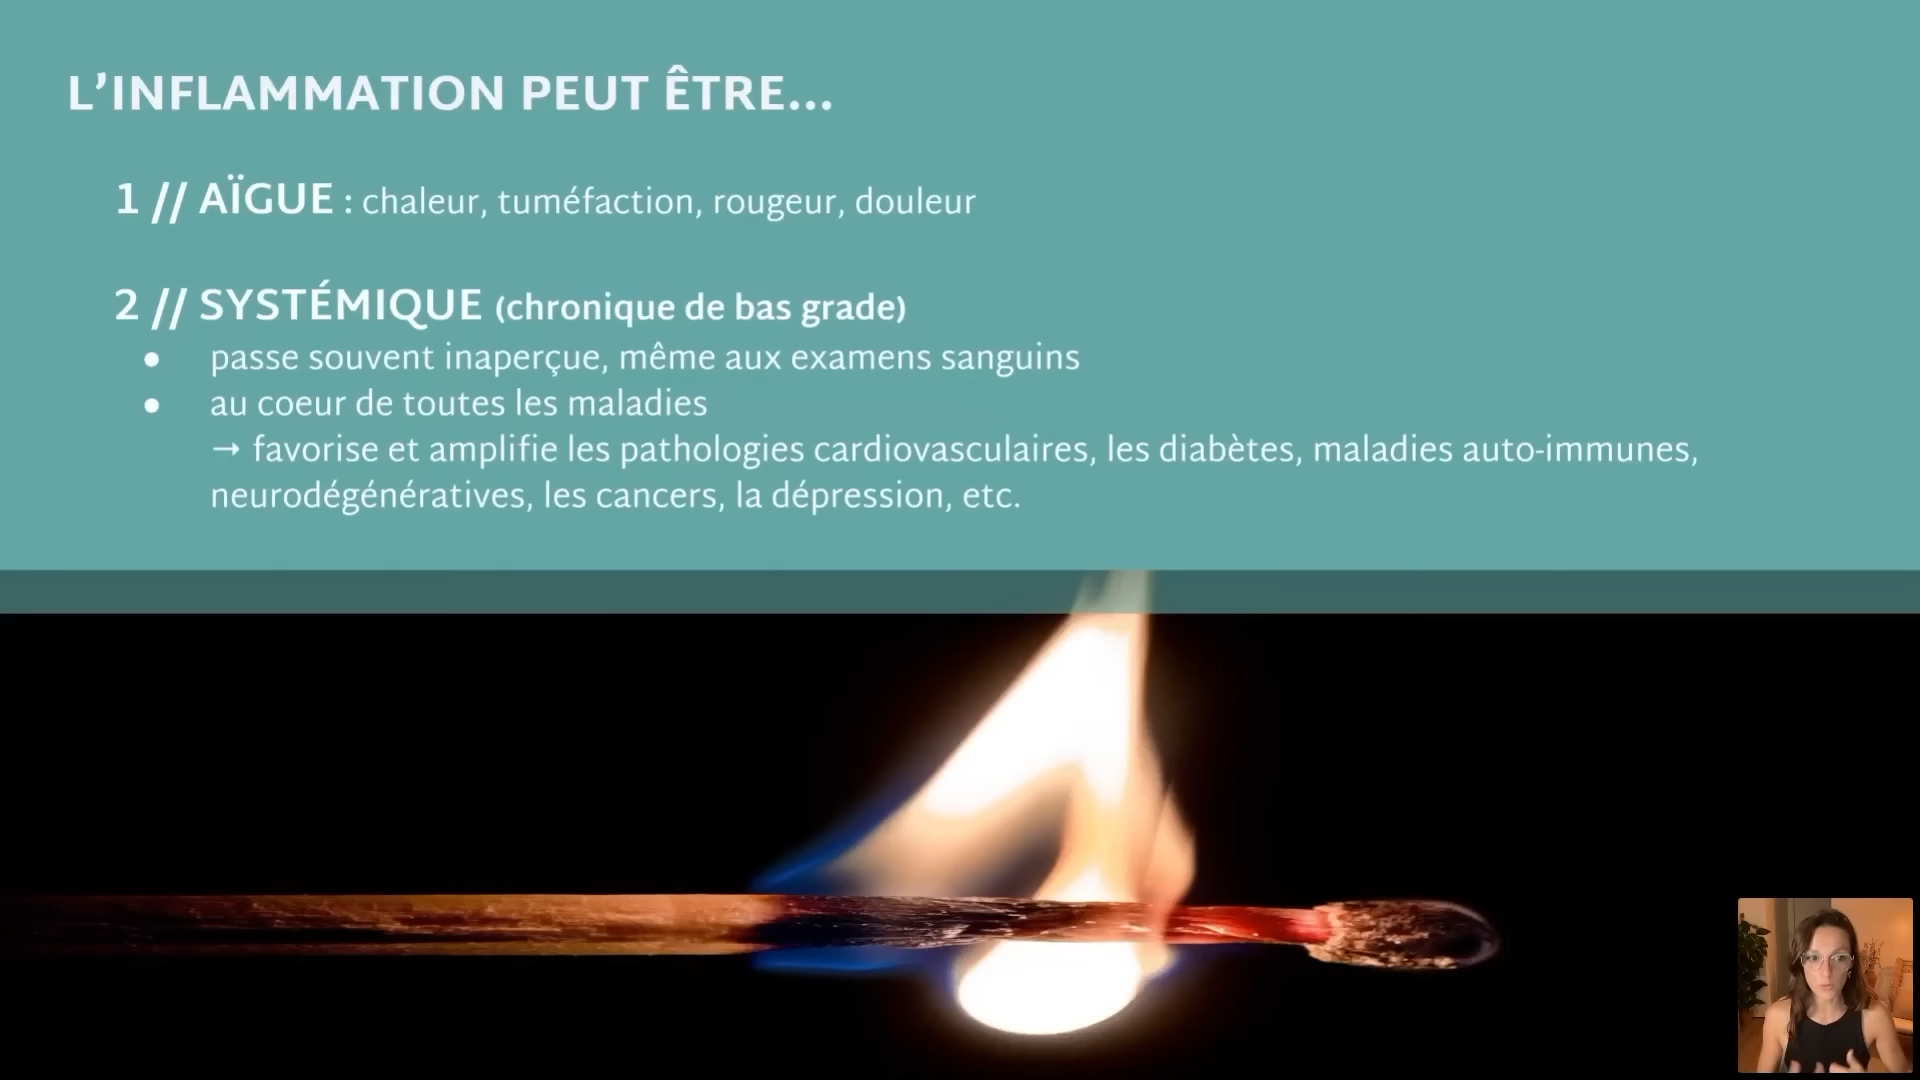 L’INFLAMMATION PEUT ÊTRE...
1 // AÏGUE : chaleur, tuméfaction, rougeur, douleur
2 // SYSTÉMIQUE (chronique de bas grade)
● passe souvent inaperçue, même aux examens sanguins
● au coeur de toutes les maladies
→ favorise et amplifie les pathologies cardiovasculaires, les diabètes, maladies auto-immunes,
neurodégénératives, les cancers, la dépression, etc.